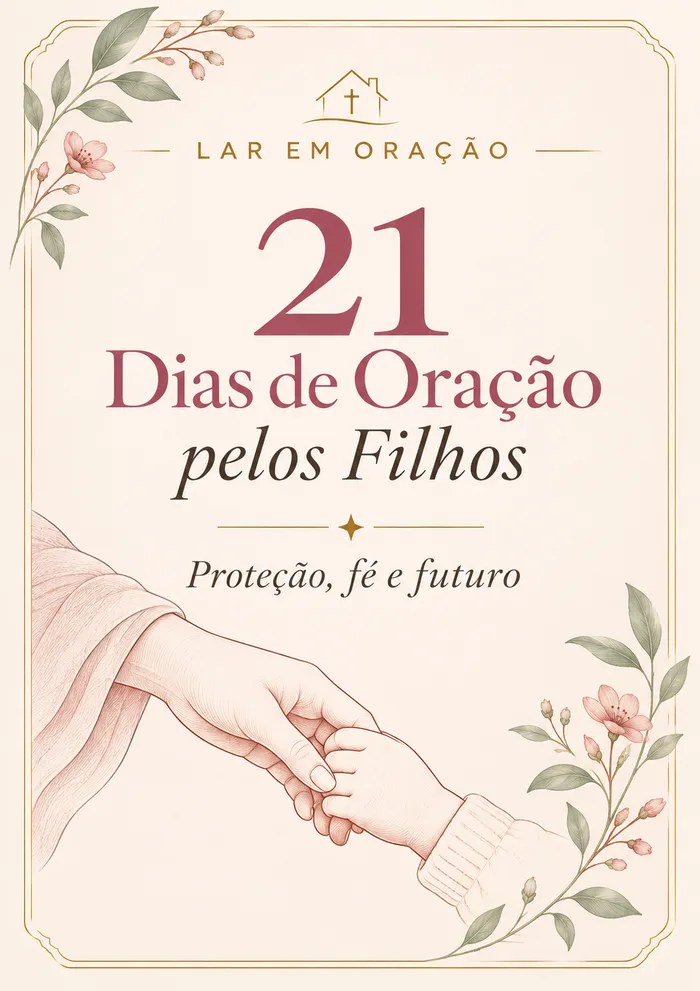 LAR EM ORAÇÃO
21
Dias de Oração
pelos Filhos
Proteção, fé e futuro